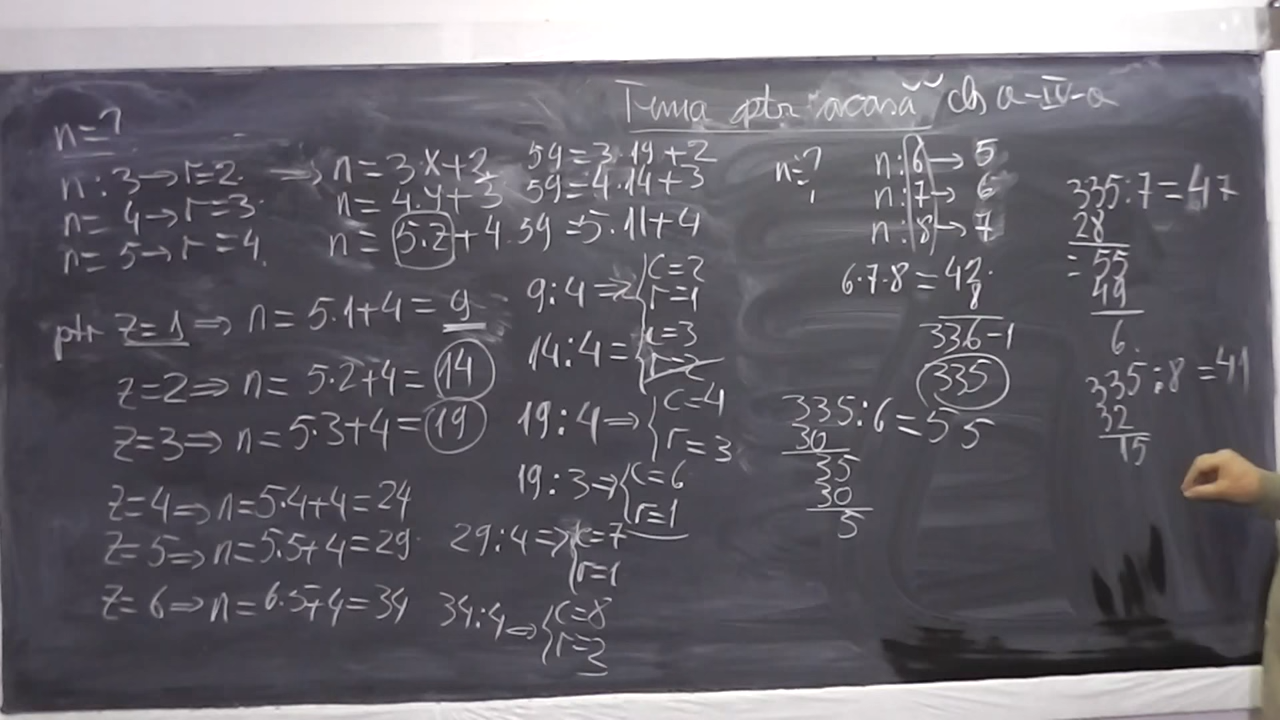 Tema ptr "acasă" cls a-IV-a
n=?
n:3→r=2. → n=3·x+2 59=3·19+2
n= 4→r=3· n=4·y+3 59=4·14+3
n= 5→r=4. n=5·z+4 59=5·11+4
ptr z=1 ⇒ n=5·1+4=9 9:4⇒{c=2 r=1
z=2⇒ n= 5·2+4=14 14:4={c=3 r=2
z=3⇒ n=5·3+4=19 19:4⇒{c=4 r=3
19:3→{c=6 r=1
z=4⇒n=5·4+4=24
z=5⇒n=5·5+4=29 29:4⇒{c=7 r=1
z=6⇒n=6·5+4=34 34:4⇒{c=8 r=2
n=?
n:6→5
n:7→6
n:8→7
6·7·8=42·
8
336-1
335
335:6=55
30
35
30
5
335:7=47
28
=55
49
6
335:8=41
32
15